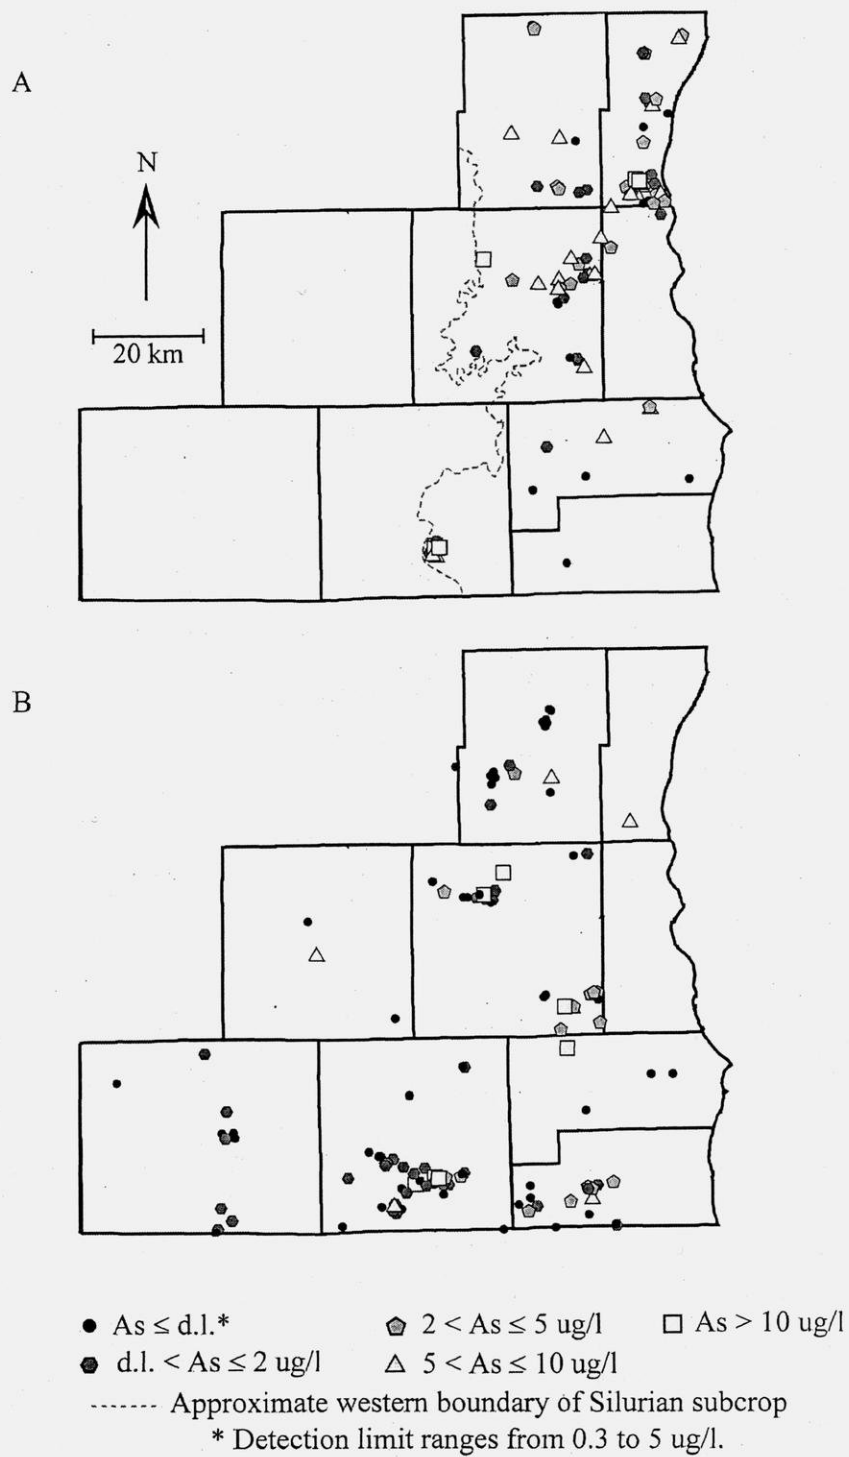 A
N
20 km
B
As ≤ d.l.*
2 < As ≤ 5 ug/l
As > 10 ug/l
d.l. < As ≤ 2 ug/l
5 < As ≤ 10 ug/l
Approximate western boundary of Silurian subcrop
* Detection limit ranges from 0.3 to 5 ug/l.